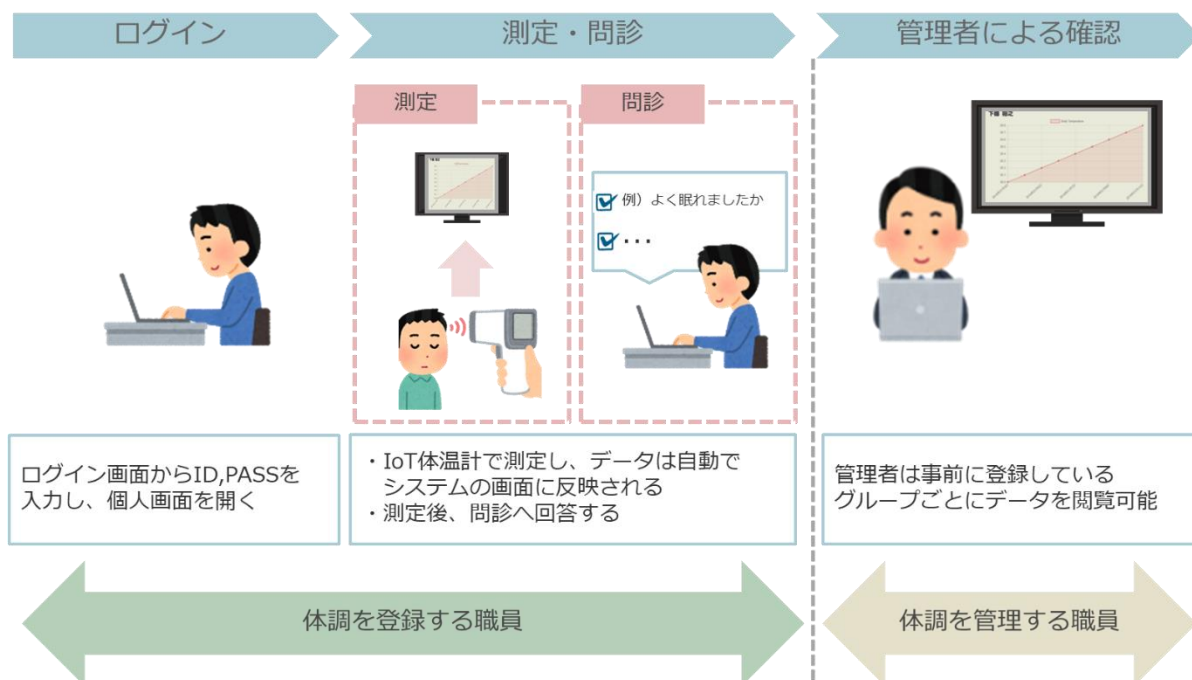 ログイン
測定・問診
管理者による確認
測定
問診
例）よく眠れましたか
・・・
ログイン画面からID,PASSを
入力し、個人画面を開く
・IoT体温計で測定し、データは自動で
システムの画面に反映される
・測定後、問診へ回答する
管理者は事前に登録している
グループごとにデータを閲覧可能
体調を登録する職員
体調を管理する職員